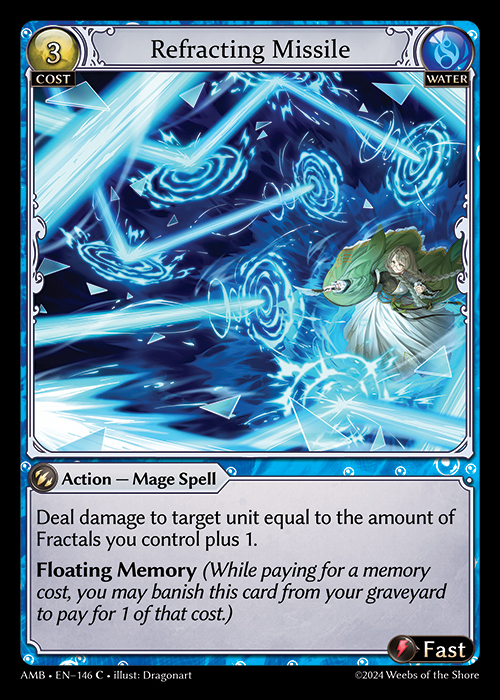 3
Refracting Missile
COST
WATER
Action — Mage Spell
Deal damage to target unit equal to the amount of
Fractals you control plus 1.
Floating Memory (While paying for a memory
cost, you may banish this card from your graveyard
to pay for 1 of that cost.)
Fast
AMB • EN–146 C • illust: Dragonart
©2024 Weebs of the Shore